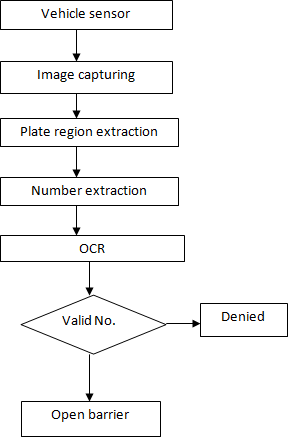 Vehicle sensor
Image capturing
Plate region extraction
Number extraction
OCR
Valid No.
Denied
Open barrier